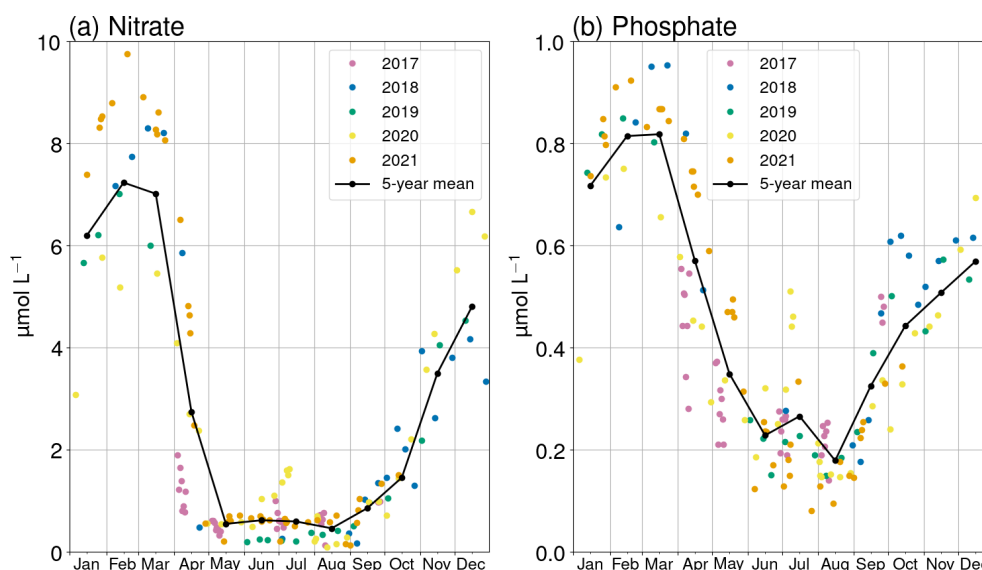 (a) Nitrate
10
8
6
4
2
0
μmol L⁻¹
2017
2018
2019
2020
2021
5-year mean
Jan Feb Mar Apr May Jun Jul Aug Sep Oct Nov Dec
(b) Phosphate
1.0
0.8
0.6
0.4
0.2
0.0
μmol L⁻¹
2017
2018
2019
2020
2021
5-year mean
Jan Feb Mar Apr May Jun Jul Aug Sep Oct Nov De